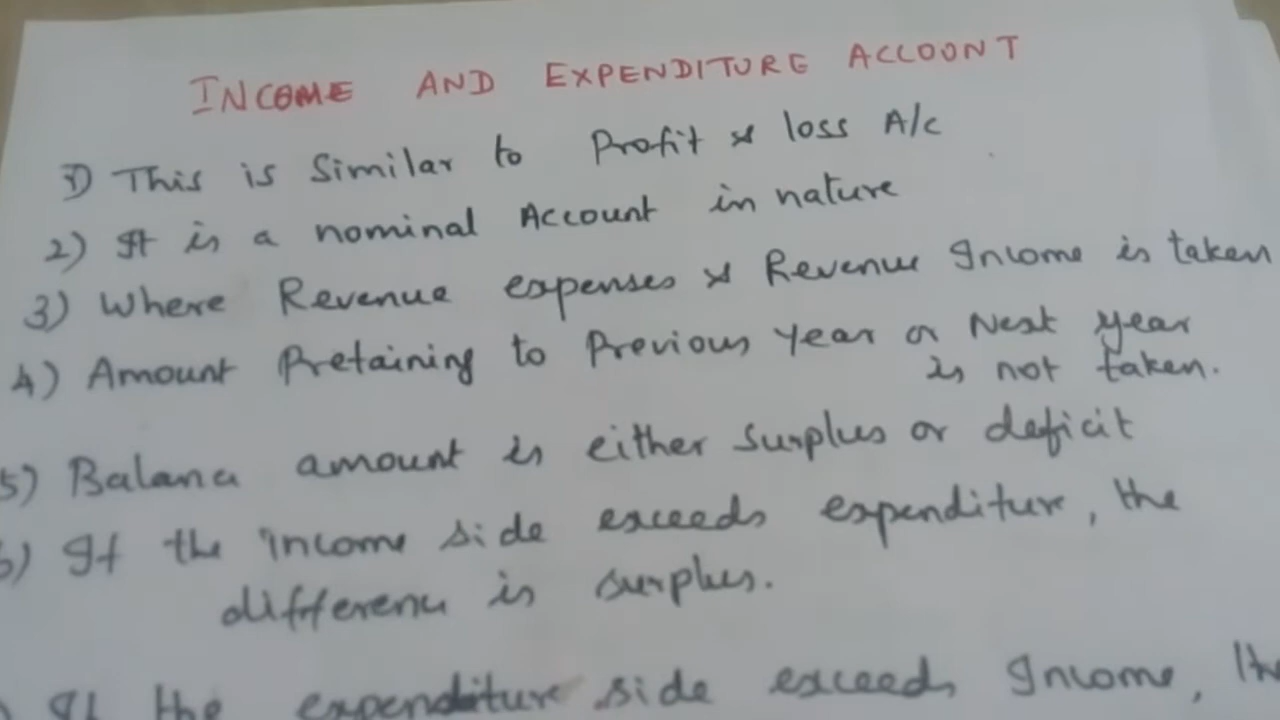 INCOME AND EXPENDITURE ACCOONT
1) This is Similar to Profit & loss A/c
2) It is a nominal Account in nature
3) Where Revenue expenses & Revenue Income is taken
4) Amount Pretaining to Previous Year or Next year
is not taken.
5) Balance amount is either Surplus or deficit
6) If the income side exceeds expenditure, the
difference is surplus.
If the expenditure side exceeds Income, the